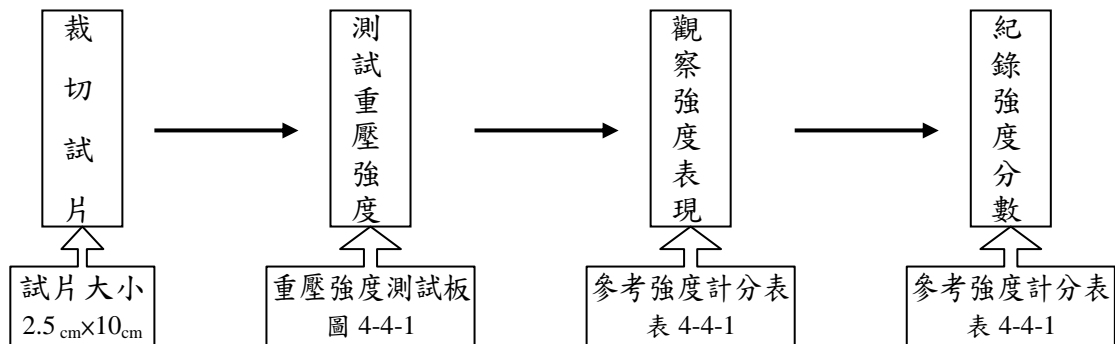 裁切試片
測試重壓強度
觀察強度表現
紀錄強度分數
試片大小
2.5 cm×10cm
重壓強度測試板
圖 4-4-1
參考強度計分表
表 4-4-1
參考強度計分表
表 4-4-1